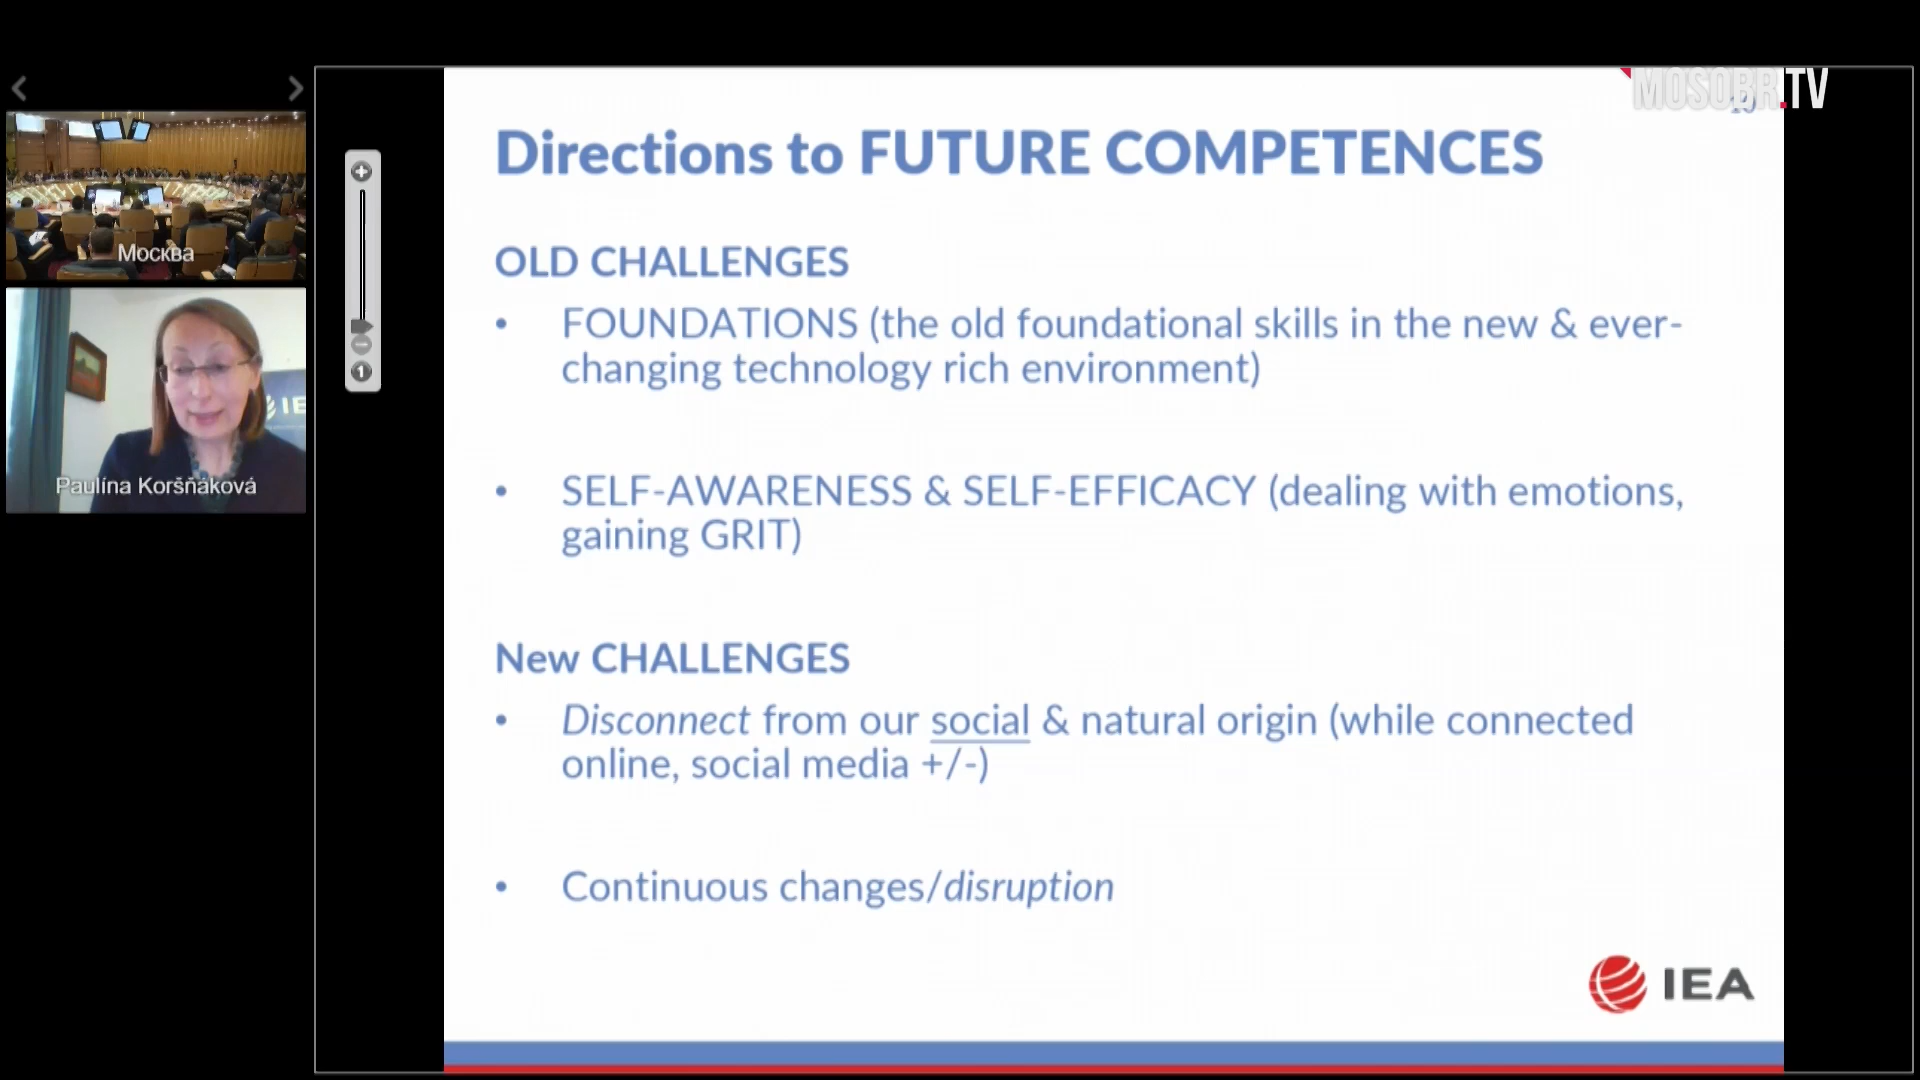 MOSOBR.TV
Москва
Paulína Koršňáková
Directions to FUTURE COMPETENCES
OLD CHALLENGES
• FOUNDATIONS (the old foundational skills in the new & ever-
changing technology rich environment)
• SELF-AWARENESS & SELF-EFFICACY (dealing with emotions,
gaining GRIT)
New CHALLENGES
• Disconnect from our social & natural origin (while connected
online, social media +/-)
• Continuous changes/disruption
IEA
1
IE